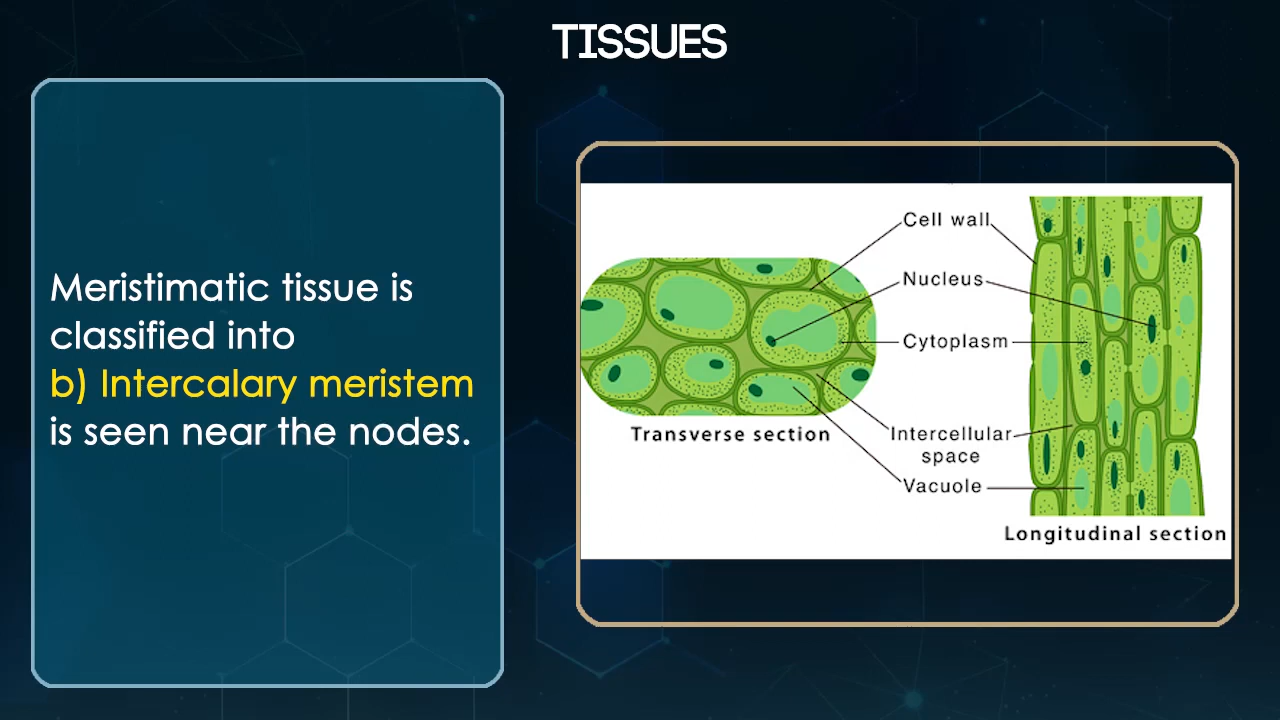 TISSUES
Meristimatic tissue is
classified into
b) Intercalary meristem
is seen near the nodes.
Cell wall
Nucleus
Cytoplasm
Intercellular
space
Vacuole
Transverse section
Longitudinal section